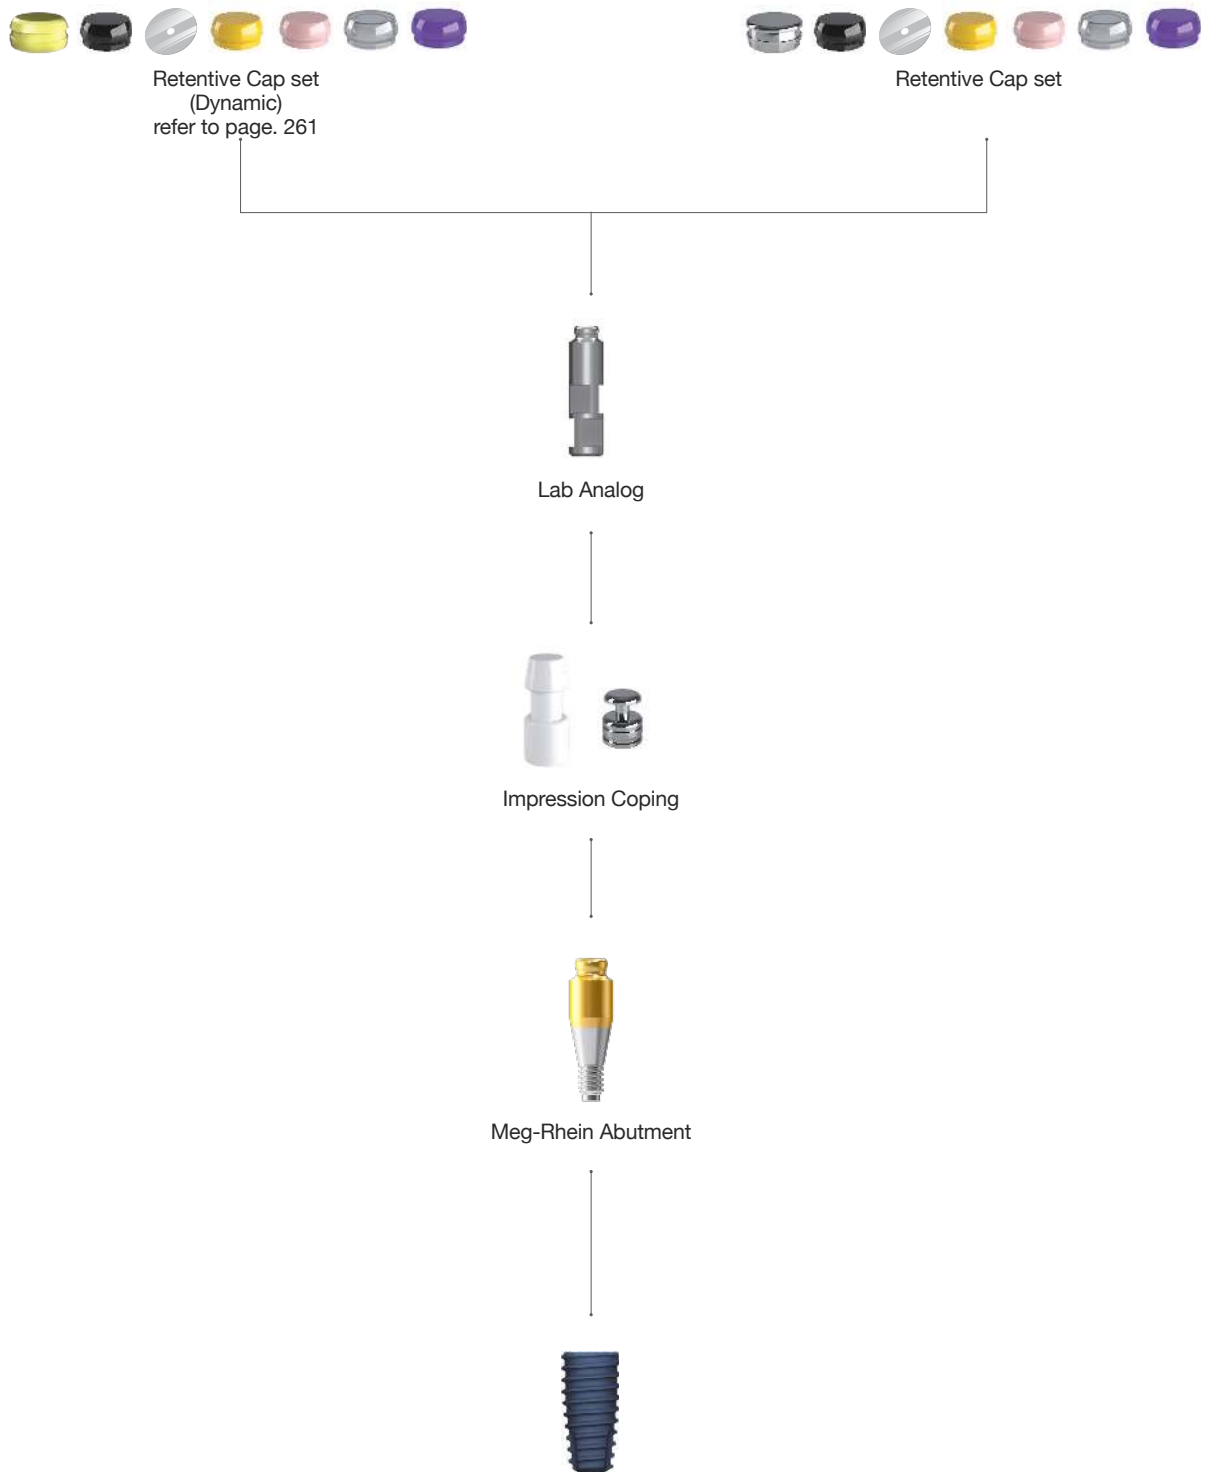 Retentive Cap set
(Dynamic)
refer to page. 261
Retentive Cap set
Lab Analog
Impression Coping
Meg-Rhein Abutment